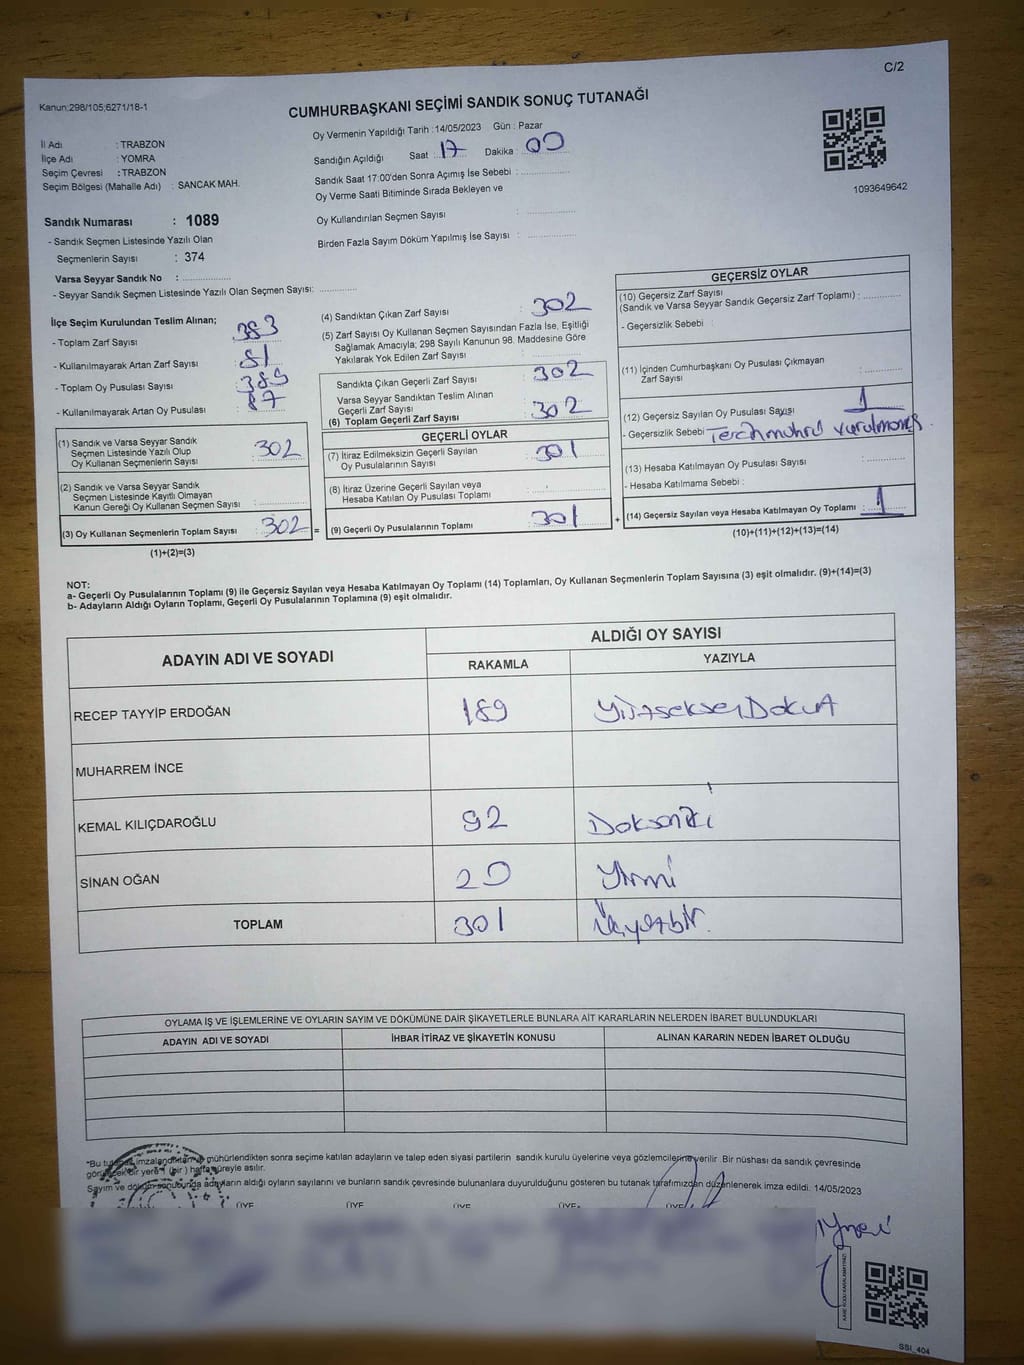 C/2
Kanun:298/105;6271/18-1
CUMHURBAŞKANI SEÇİMİ SANDIK SONUÇ TUTANAĞI
Oy Vermenin Yapıldığı Tarih :14/05/2023 Gün : Pazar
İl Adı : TRABZON
İlçe Adı : YOMRA
Seçim Çevresi : TRABZON
Seçim Bölgesi (Mahalle Adı) : SANCAK MAH.
Sandığın Açıldığı Saat : 17 Dakika : 00
Sandık Saat 17:00'den Sonra Açımış İse Sebebi :
Oy Verme Saati Bitiminde Sırada Bekleyen ve
Oy Kullandırılan Seçmen Sayısı :
Birden Fazla Sayım Döküm Yapılmış İse Sayısı :
1093649642
Sandık Numarası : 1089
- Sandık Seçmen Listesinde Yazılı Olan
Seçmenlerin Sayısı : 374
Varsa Seyyar Sandık No :
- Seyyar Sandık Seçmen Listesinde Yazılı Olan Seçmen Sayısı:
İlçe Seçim Kurulundan Teslim Alınan;
- Toplam Zarf Sayısı : 383
- Kullanılmayarak Artan Zarf Sayısı : 81
- Toplam Oy Pusulası Sayısı : 389
- Kullanılmayarak Artan Oy Pusulası : 87
(1) Sandık ve Varsa Seyyar Sandık
Seçmen Listesinde Yazılı Olup
Oy Kullanan Seçmenlerin Sayısı : 302
(2) Sandık ve Varsa Seyyar Sandık
Seçmen Listesinde Kayıtlı Olmayan
Kanun Gereği Oy Kullanan Seçmen Sayısı :
(3) Oy Kullanan Seçmenlerin Toplam Sayısı : 302 =
(1)+(2)=(3)
(4) Sandıktan Çıkan Zarf Sayısı : 302
(5) Zarf Sayısı Oy Kullanan Seçmen Sayısından Fazla İse, Eşitliği
Sağlamak Amacıyla; 298 Sayılı Kanunun 98. Maddesine Göre
Yakılarak Yok Edilen Zarf Sayısı :
Sandıkta Çıkan Geçerli Zarf Sayısı : 302
Varsa Seyyar Sandıktan Teslim Alınan
Geçerli Zarf Sayısı :
(6) Toplam Geçerli Zarf Sayısı : 302
GEÇERLİ OYLAR
(7) İtiraz Edilmeksizin Geçerli Sayılan
Oy Pusulalarının Sayısı : 301
(8) İtiraz Üzerine Geçerli Sayılan veya
Hesaba Katılan Oy Pusulası Toplamı :
(9) Geçerli Oy Pusulalarının Toplamı : 301 +
GEÇERSİZ OYLAR
(10) Geçersiz Zarf Sayısı
(Sandık ve Varsa Seyyar Sandık Geçersiz Zarf Toplamı) :
- Geçersizlik Sebebi :
(11) İçinden Cumhurbaşkanı Oy Pusulası Çıkmayan
Zarf Sayısı :
(12) Geçersiz Sayılan Oy Pusulası Sayısı : 1
- Geçersizlik Sebebi : Tercih mührü vurulmamış
(13) Hesaba Katılmayan Oy Pusulası Sayısı :
- Hesaba Katılmama Sebebi :
(14) Geçersiz Sayılan veya Hesaba Katılmayan Oy Toplamı : 1
(10)+(11)+(12)+(13)=(14)
NOT:
a- Geçerli Oy Pusulalarının Toplamı (9) ile Geçersiz Sayılan veya Hesaba Katılmayan Oy Toplamı (14) Toplamları, Oy Kullanan Seçmenlerin Toplam Sayısına (3) eşit olmalıdır. (9)+(14)=(3)
b- Adayların Aldığı Oyların Toplamı, Geçerli Oy Pusulalarının Toplamına (9) eşit olmalıdır.
ADAYIN ADI VE SOYADI ALDIĞI OY SAYISI
RAKAMLA YAZIYLA
RECEP TAYYİP ERDOĞAN 189 YüzseksenDokuz
MUHARREM İNCE
KEMAL KILIÇDAROĞLU 92 Doksaniki
SİNAN OĞAN 20 Yirmi
TOPLAM 301 Üçyüzbir.
OYLAMA İŞ VE İŞLEMLERİNE VE OYLARIN SAYIM VE DÖKÜMÜNE DAİR ŞİKAYETLERLE BUNLARA AİT KARARLARIN NELERDEN İBARET BULUNDUKLARI
ADAYIN ADI VE SOYADI İHBAR İTİRAZ VE ŞİKAYETİN KONUSU ALINAN KARARIN NEDEN İBARET OLDUĞU
"Bu tutanak imzalandıktan ve mühürlendikten sonra seçime katılan adayların ve talep eden siyasi partilerin sandık kurulu üyelerine veya gözlemcilerine verilir .Bir nüshası da sandık çevresinde
görülecek bir yere 1 (bir) hafta süreyle asılır.
Sayım ve döküm sonucunda adayların aldığı oyların sayılarını ve bunların sandık çevresinde bulunanlara duyurulduğunu gösteren bu tutanak tarafımızdan düzenlenerek imza edildi. 14/05/2023
ÜYE ÜYE ÜYE ÜYE ÜYE
SSI_404